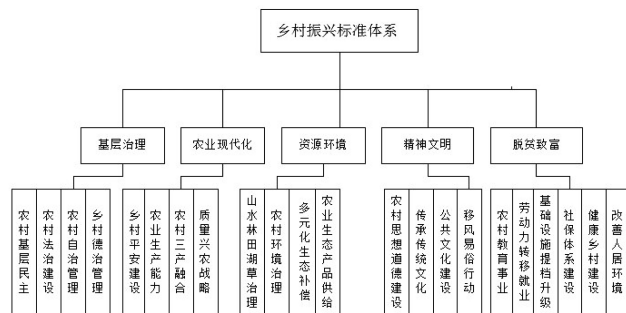 乡村振兴标准体系
基层治理
农业现代化
资源环境
精神文明
脱贫致富
农村基层民主
农村法治建设
农村自治管理
乡村德治管理
乡村平安建设
农业生产能力
农村三产融合
质量兴农战略
山水林田湖草治理
农村环境治理
多元化生态补偿
农业生态产品供给
农村思想道德建设
传承传统文化
公共文化建设
移风易俗行动
农村教育事业
劳动力转移就业
基础设施提档升级
社保体系建设
健康乡村建设
改善人居环境